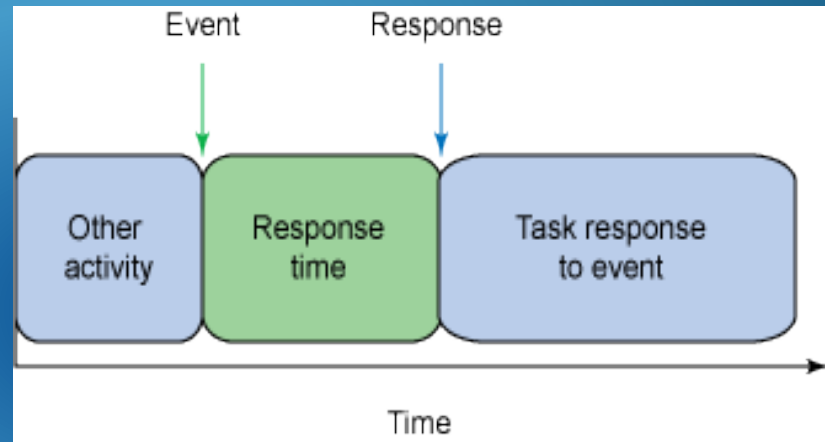 Event Response
Other
activity
Response
time
Task response
to event
Time